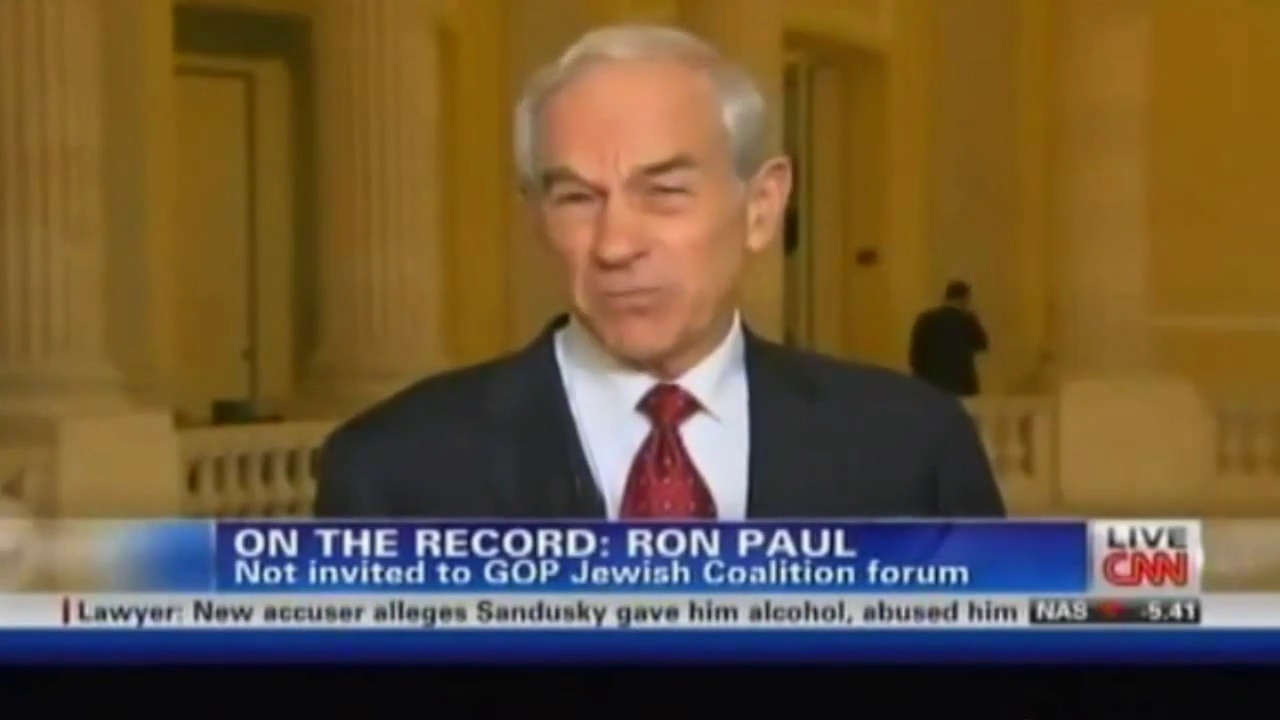 ON THE RECORD: RON PAUL
Not invited to GOP Jewish Coalition forum
LIVE
CNN
Lawyer: New accuser alleges Sandusky gave him alcohol, abused him
NAS -5.41